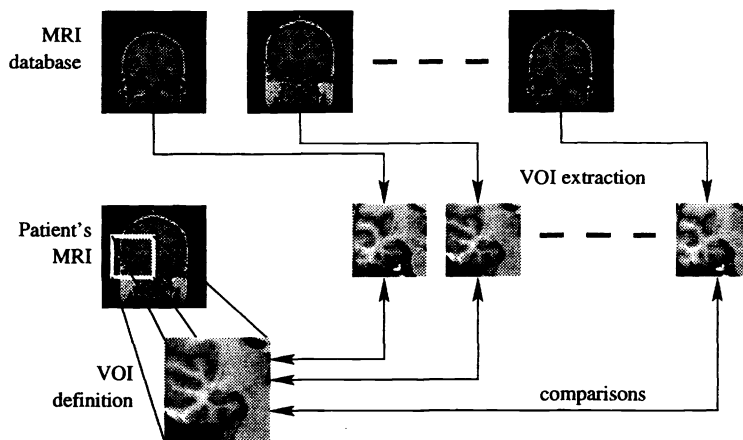 MRI
database
VOI extraction
Patient's
MRI
VOI
definition
comparisons